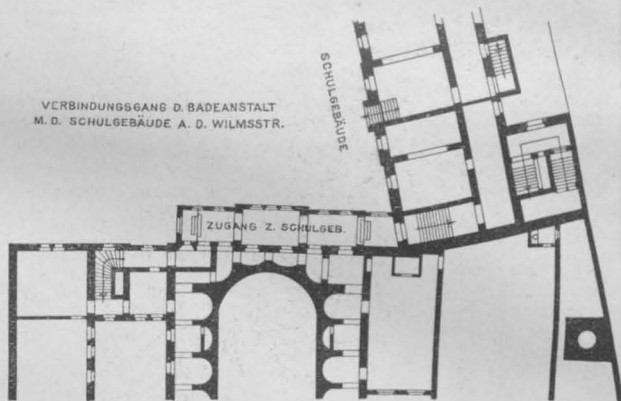 VERBINDUNGSGANG D. BADEANSTALT
M. D. SCHULGEBÄUDE A. D. WILMSSTR.
SCHULGEBÄUDE
ZUGANG Z. SCHULGEB.